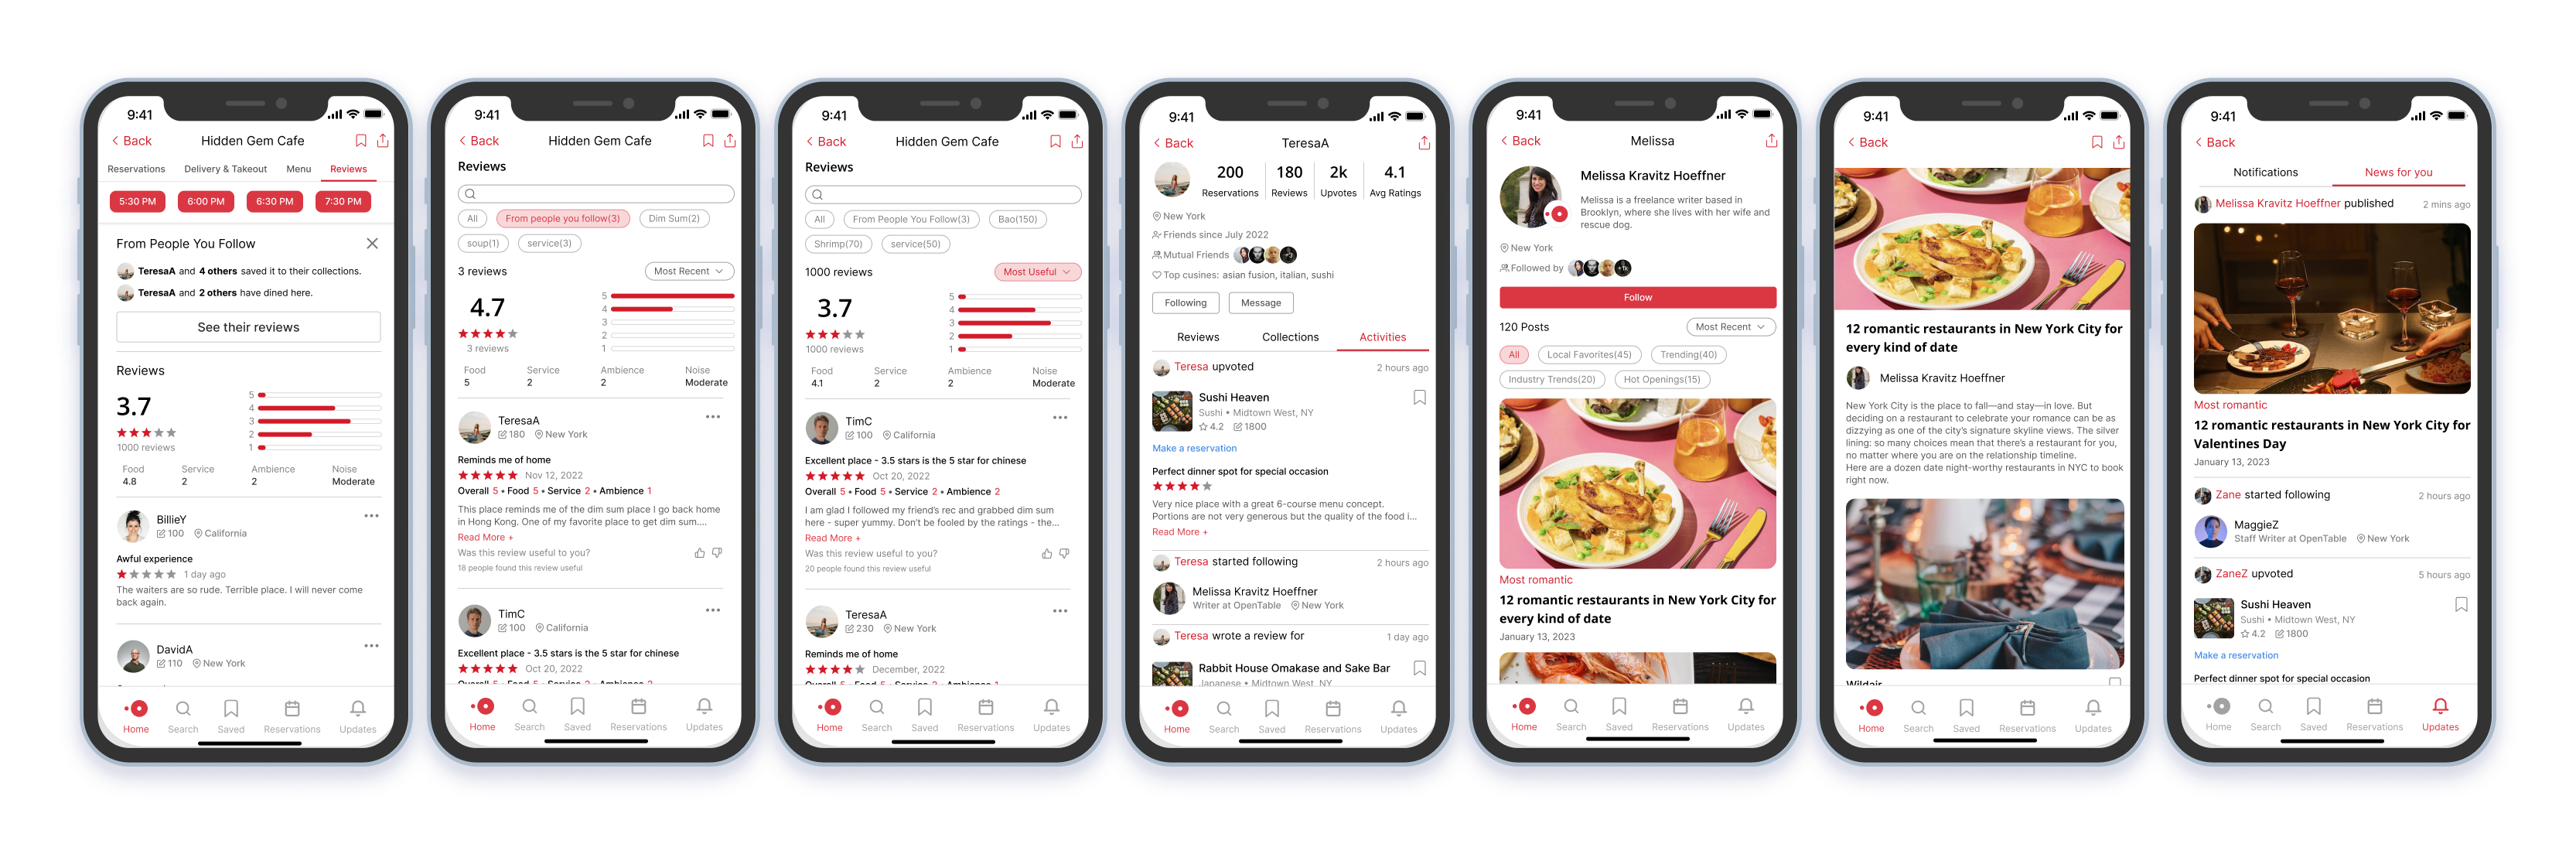 9:41
Back
Hidden Gem Cafe
Reservations Delivery & Takeout Menu Reviews
5:30 PM 6:00 PM 6:30 PM 7:30 PM
From People You Follow
TeresaA and 4 others saved it to their collections.
TeresaA and 2 others have dined here.
See their reviews
Reviews
3.7
1000 reviews
5
4
3
2
1
Food Service Ambience Noise
4.8 2 2 Moderate
BillieY
100 California
Awful experience
1 day ago
The waiters are so rude. Terrible place. I will never come
back again.
DavidA
110 New York
Home Search Saved Reservations Updates
9:41
Back
Hidden Gem Cafe
Reviews
All From people you follow(3) Dim Sum(2)
soup(1) service(3)
3 reviews Most Recent
4.7
3 reviews
5
4
3
2
1
Food Service Ambience Noise
5 2 2 Moderate
TeresaA
180 New York
Reminds me of home
Nov 12, 2022
Overall 5 • Food 5 • Service 2 • Ambience 1
This place reminds me of the dim sum place I go back home
in Hong Kong. One of my favorite place to get dim sum....
Read More +
Was this review useful to you?
18 people found this review useful
TimC
100 California
Excellent place - 3.5 stars is the 5 star for chinese
Oct 20, 2022
Overall 5 • Food 5 • Service 2 • Ambience 2
Home Search Saved Reservations Updates
9:41
Back
Hidden Gem Cafe
Reviews
All From People You Follow(3) Bao(150)
Shrimp(70) service(50)
1000 reviews Most Useful
3.7
1000 reviews
5
4
3
2
1
Food Service Ambience Noise
4.1 2 2 Moderate
TimC
100 California
Excellent place - 3.5 stars is the 5 star for chinese
Oct 20, 2022
Overall 5 • Food 5 • Service 2 • Ambience 2
I am glad I followed my friend's rec and grabbed dim sum
here - super yummy. Don't be fooled by the ratings - the...
Read More +
Was this review useful to you?
20 people found this review useful
TeresaA
230 New York
Reminds me of home
December, 2022
Overall 5 • Food 5 • Service 2 • Ambience 1
Home Search Saved Reservations Updates
9:41
Back
TeresaA
200 180 2k 4.1
Reservations Reviews Upvotes Avg Ratings
New York
Friends since July 2022
Mutual Friends +3
Top cusines: asian fusion, italian, sushi
Following Message
Reviews Collections Activities
Teresa upvoted 2 hours ago
Sushi Heaven
Sushi • Midtown West, NY
4.2 1800
Make a reservation
Perfect dinner spot for special occasion
Very nice place with a great 6-course menu concept.
Portions are not very generous but the quality of the food i...
Read More +
Teresa started following 2 hours ago
Melissa Kravitz Hoeffner
Writer at OpenTable New York
Teresa wrote a review for 1 day ago
Rabbit House Omakase and Sake Bar
Japanese • Midtown West, NY
Home Search Saved Reservations Updates
9:41
Back
Melissa
Melissa Kravitz Hoeffner
Melissa is a freelance writer based in
Brooklyn, where she lives with her wife and
rescue dog.
New York
Followed by +1k
Follow
120 Posts Most Recent
All Local Favorites(45) Trending(40)
Industry Trends(20) Hot Openings(15)
Most romantic
12 romantic restaurants in New York City for
every kind of date
January 13, 2023
Home Search Saved Reservations Updates
9:41
Back
12 romantic restaurants in New York City for
every kind of date
Melissa Kravitz Hoeffner
New York City is the place to fall—and stay—in love. But
deciding on a restaurant to celebrate your romance can be as
dizzying as one of the city's signature skyline views. The silver
lining: so many choices mean that there's a restaurant for you,
no matter where you are on the relationship timeline.
Here are a dozen date night-worthy restaurants in NYC to book
right now.
Wildair
Home Search Saved Reservations Updates
9:41
Back
Notifications News for you
Melissa Kravitz Hoeffner published 2 mins ago
Most romantic
12 romantic restaurants in New York City for
Valentines Day
January 13, 2023
Zane started following 2 hours ago
MaggieZ
Staff Writer at OpenTable New York
ZaneZ upvoted 5 hours ago
Sushi Heaven
Sushi • Midtown West, NY
4.2 1800
Make a reservation
Perfect dinner spot for special occasion
Home Search Saved Reservations Updates